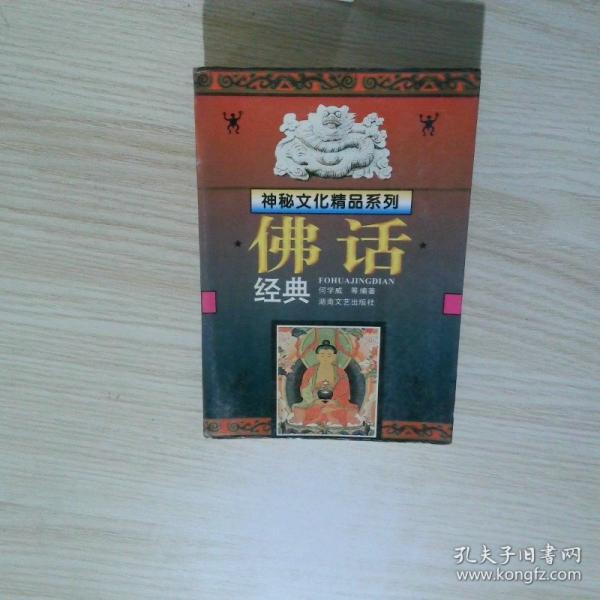 神秘文化精品系列
佛话
经典
FOHUAJINGDIAN
何学威 等编著
湖南文艺出版社
孔夫子旧书网
www.kongfz.com